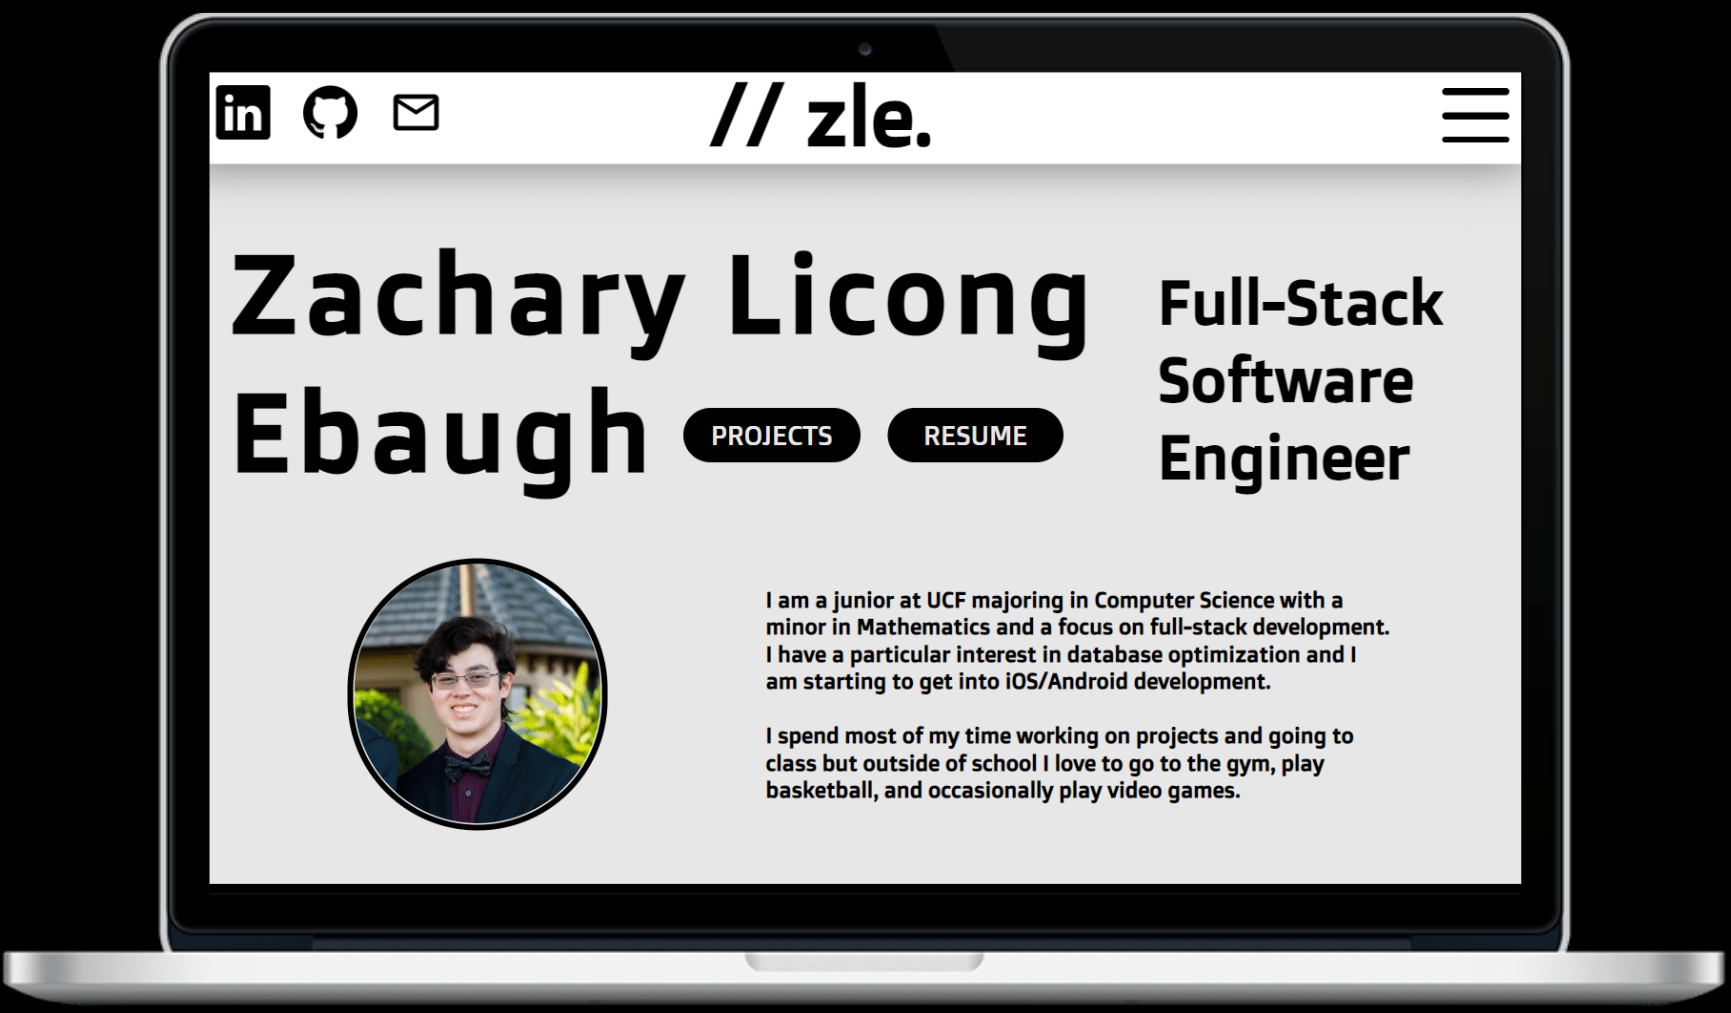 in
// zle.
Zachary Licong
Ebaugh
PROJECTS
RESUME
Full-Stack
Software
Engineer
I am a junior at UCF majoring in Computer Science with a
minor in Mathematics and a focus on full-stack development.
I have a particular interest in database optimization and I
am starting to get into iOS/Android development.
I spend most of my time working on projects and going to
class but outside of school I love to go to the gym, play
basketball, and occasionally play video games.